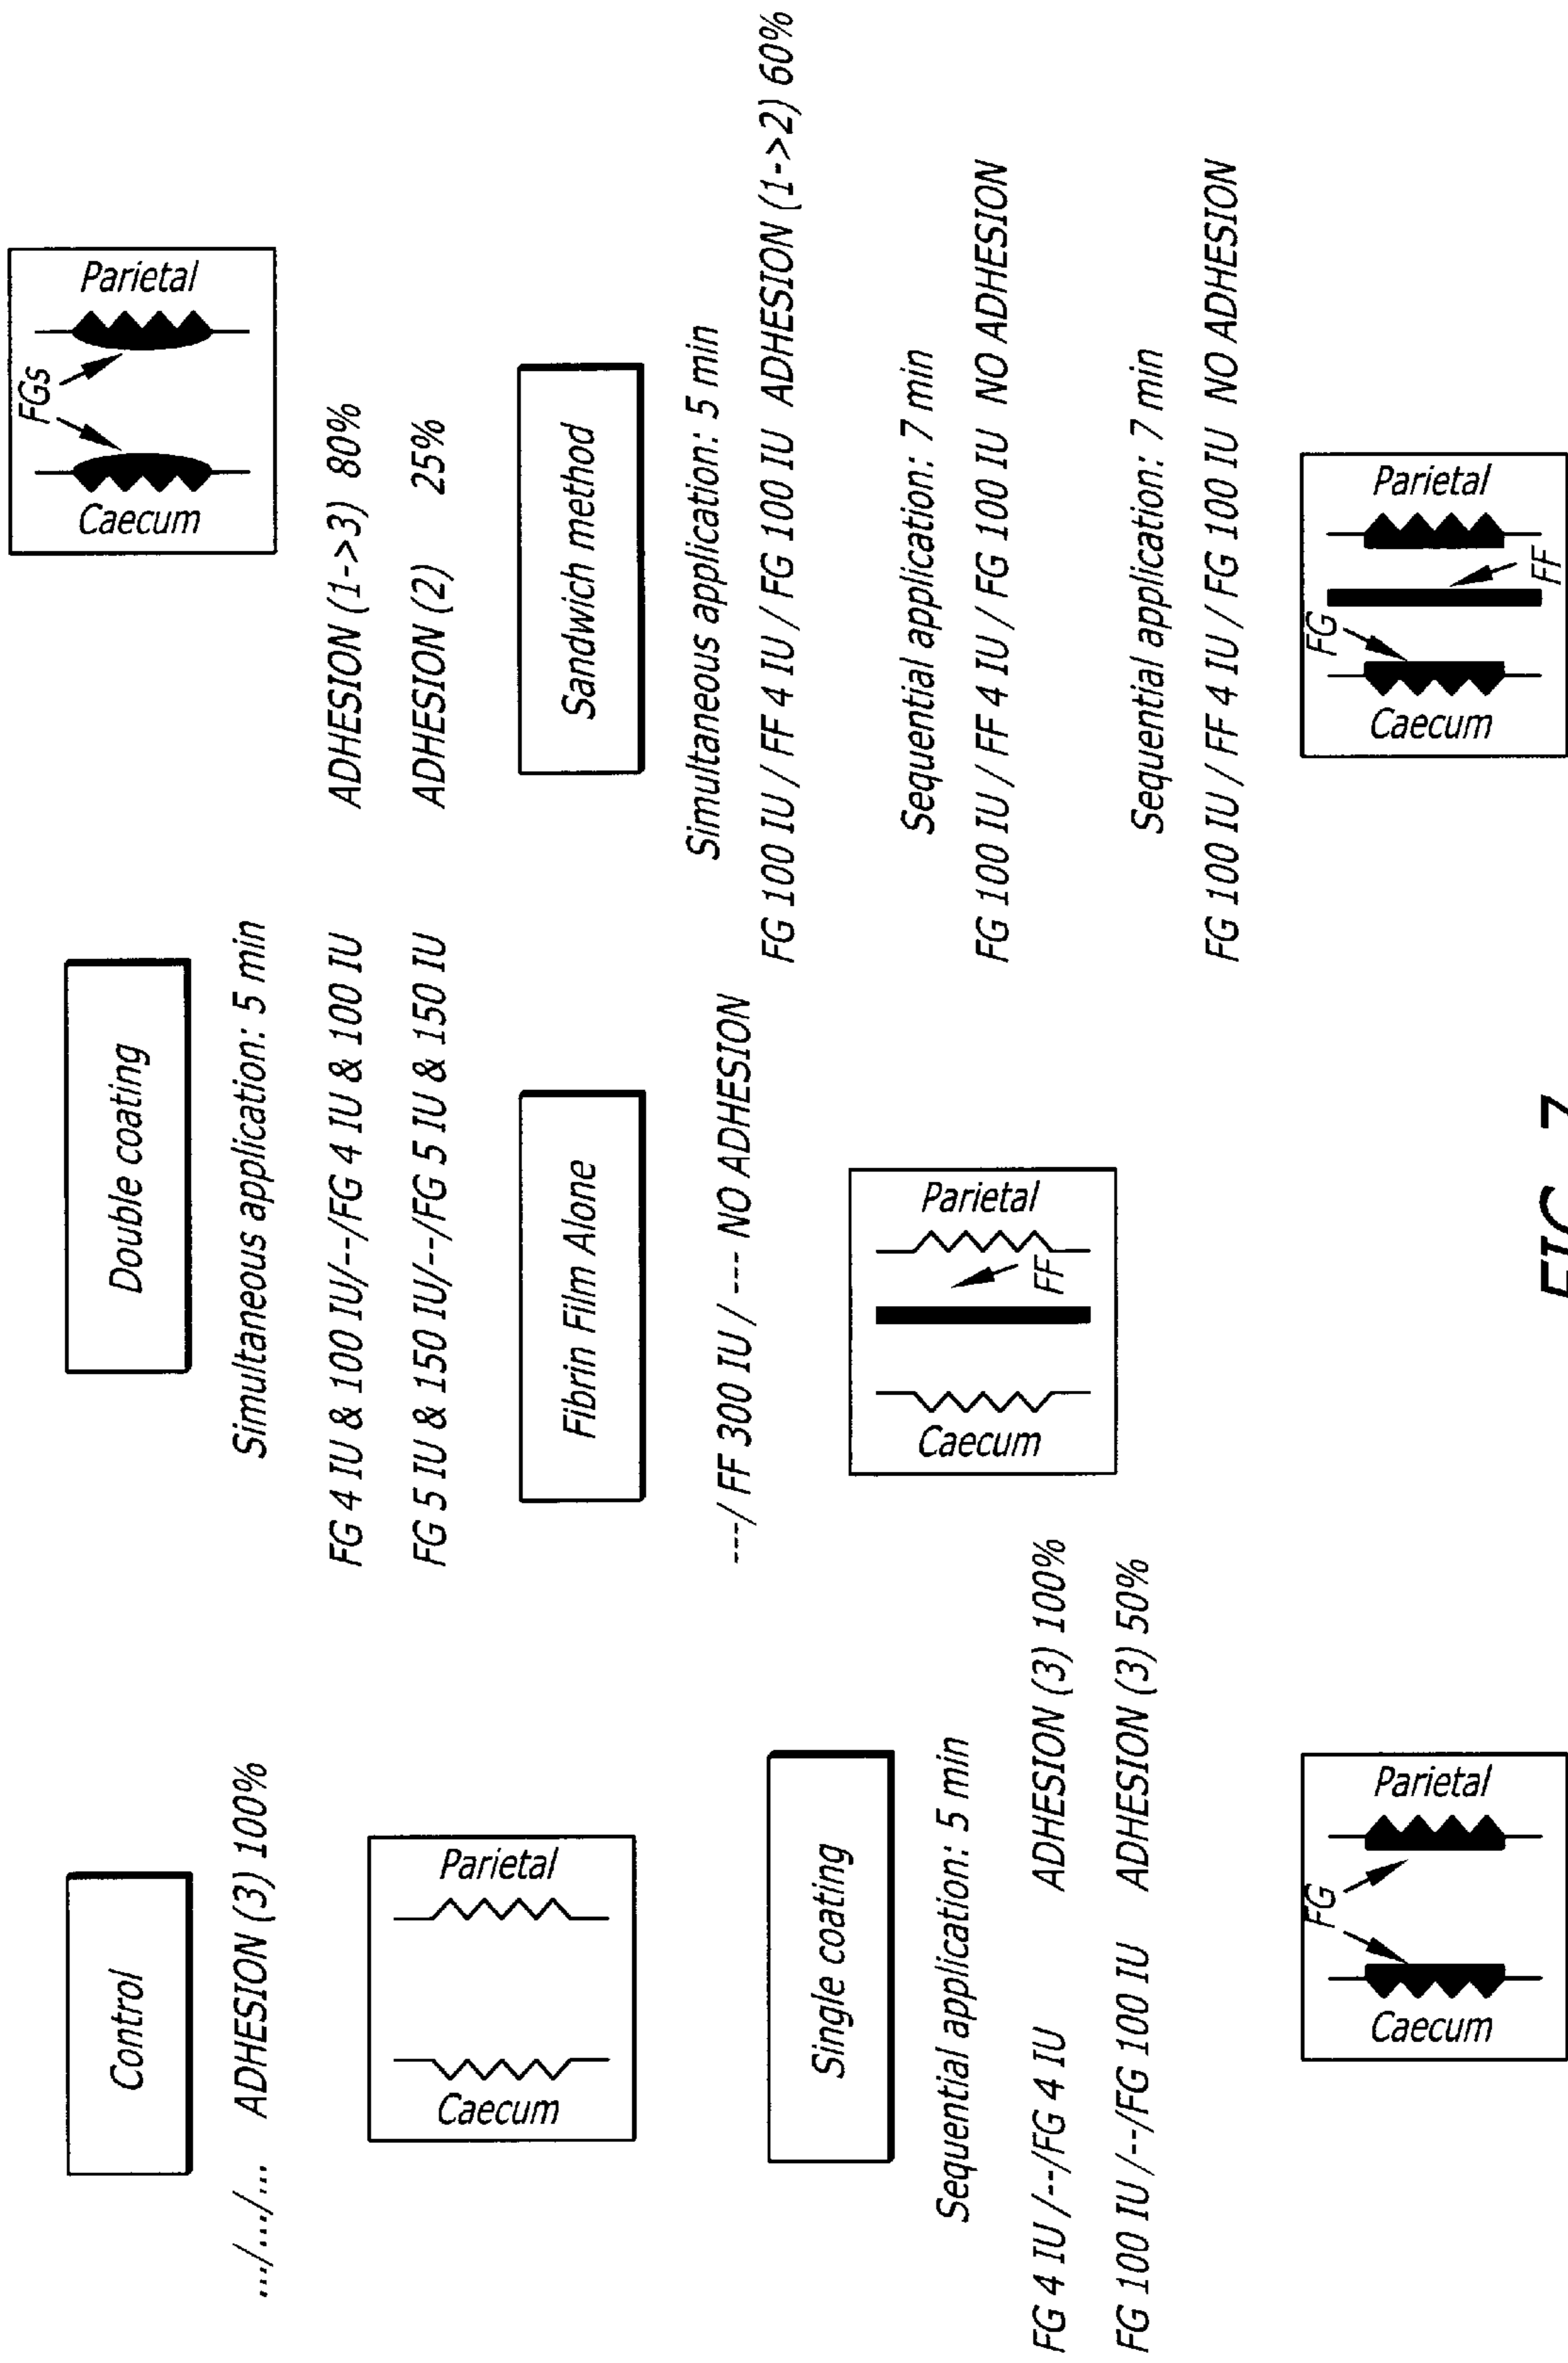 Control
.../.../... ADHESION (3) 100%
Caecum
Parietal
Single coating
Sequential application: 5 min
FG 4 IU /--/FG 4 IU ADHESION (3) 100%
FG 100 IU /--/FG 100 IU ADHESION (3) 50%
FG
Caecum
Parietal
Double coating
Simultaneous application: 5 min
FG 4 IU & 100 IU/--/FG 4 IU & 100 IU ADHESION (1->3) 80%
FG 5 IU & 150 IU/--/FG 5 IU & 150 IU ADHESION (2) 25%
FGs
Caecum
Parietal
Fibrin Film Alone
---/ FF 300 IU / --- NO ADHESION
Caecum
Parietal
FF
Sandwich method
Simultaneous application: 5 min
FG 100 IU / FF 4 IU / FG 100 IU ADHESION (1->2) 60%
Sequential application: 7 min
FG 100 IU / FF 4 IU / FG 100 IU NO ADHESION
Sequential application: 7 min
FG 100 IU / FF 4 IU / FG 100 IU NO ADHESION
FG
Caecum
Parietal
FF